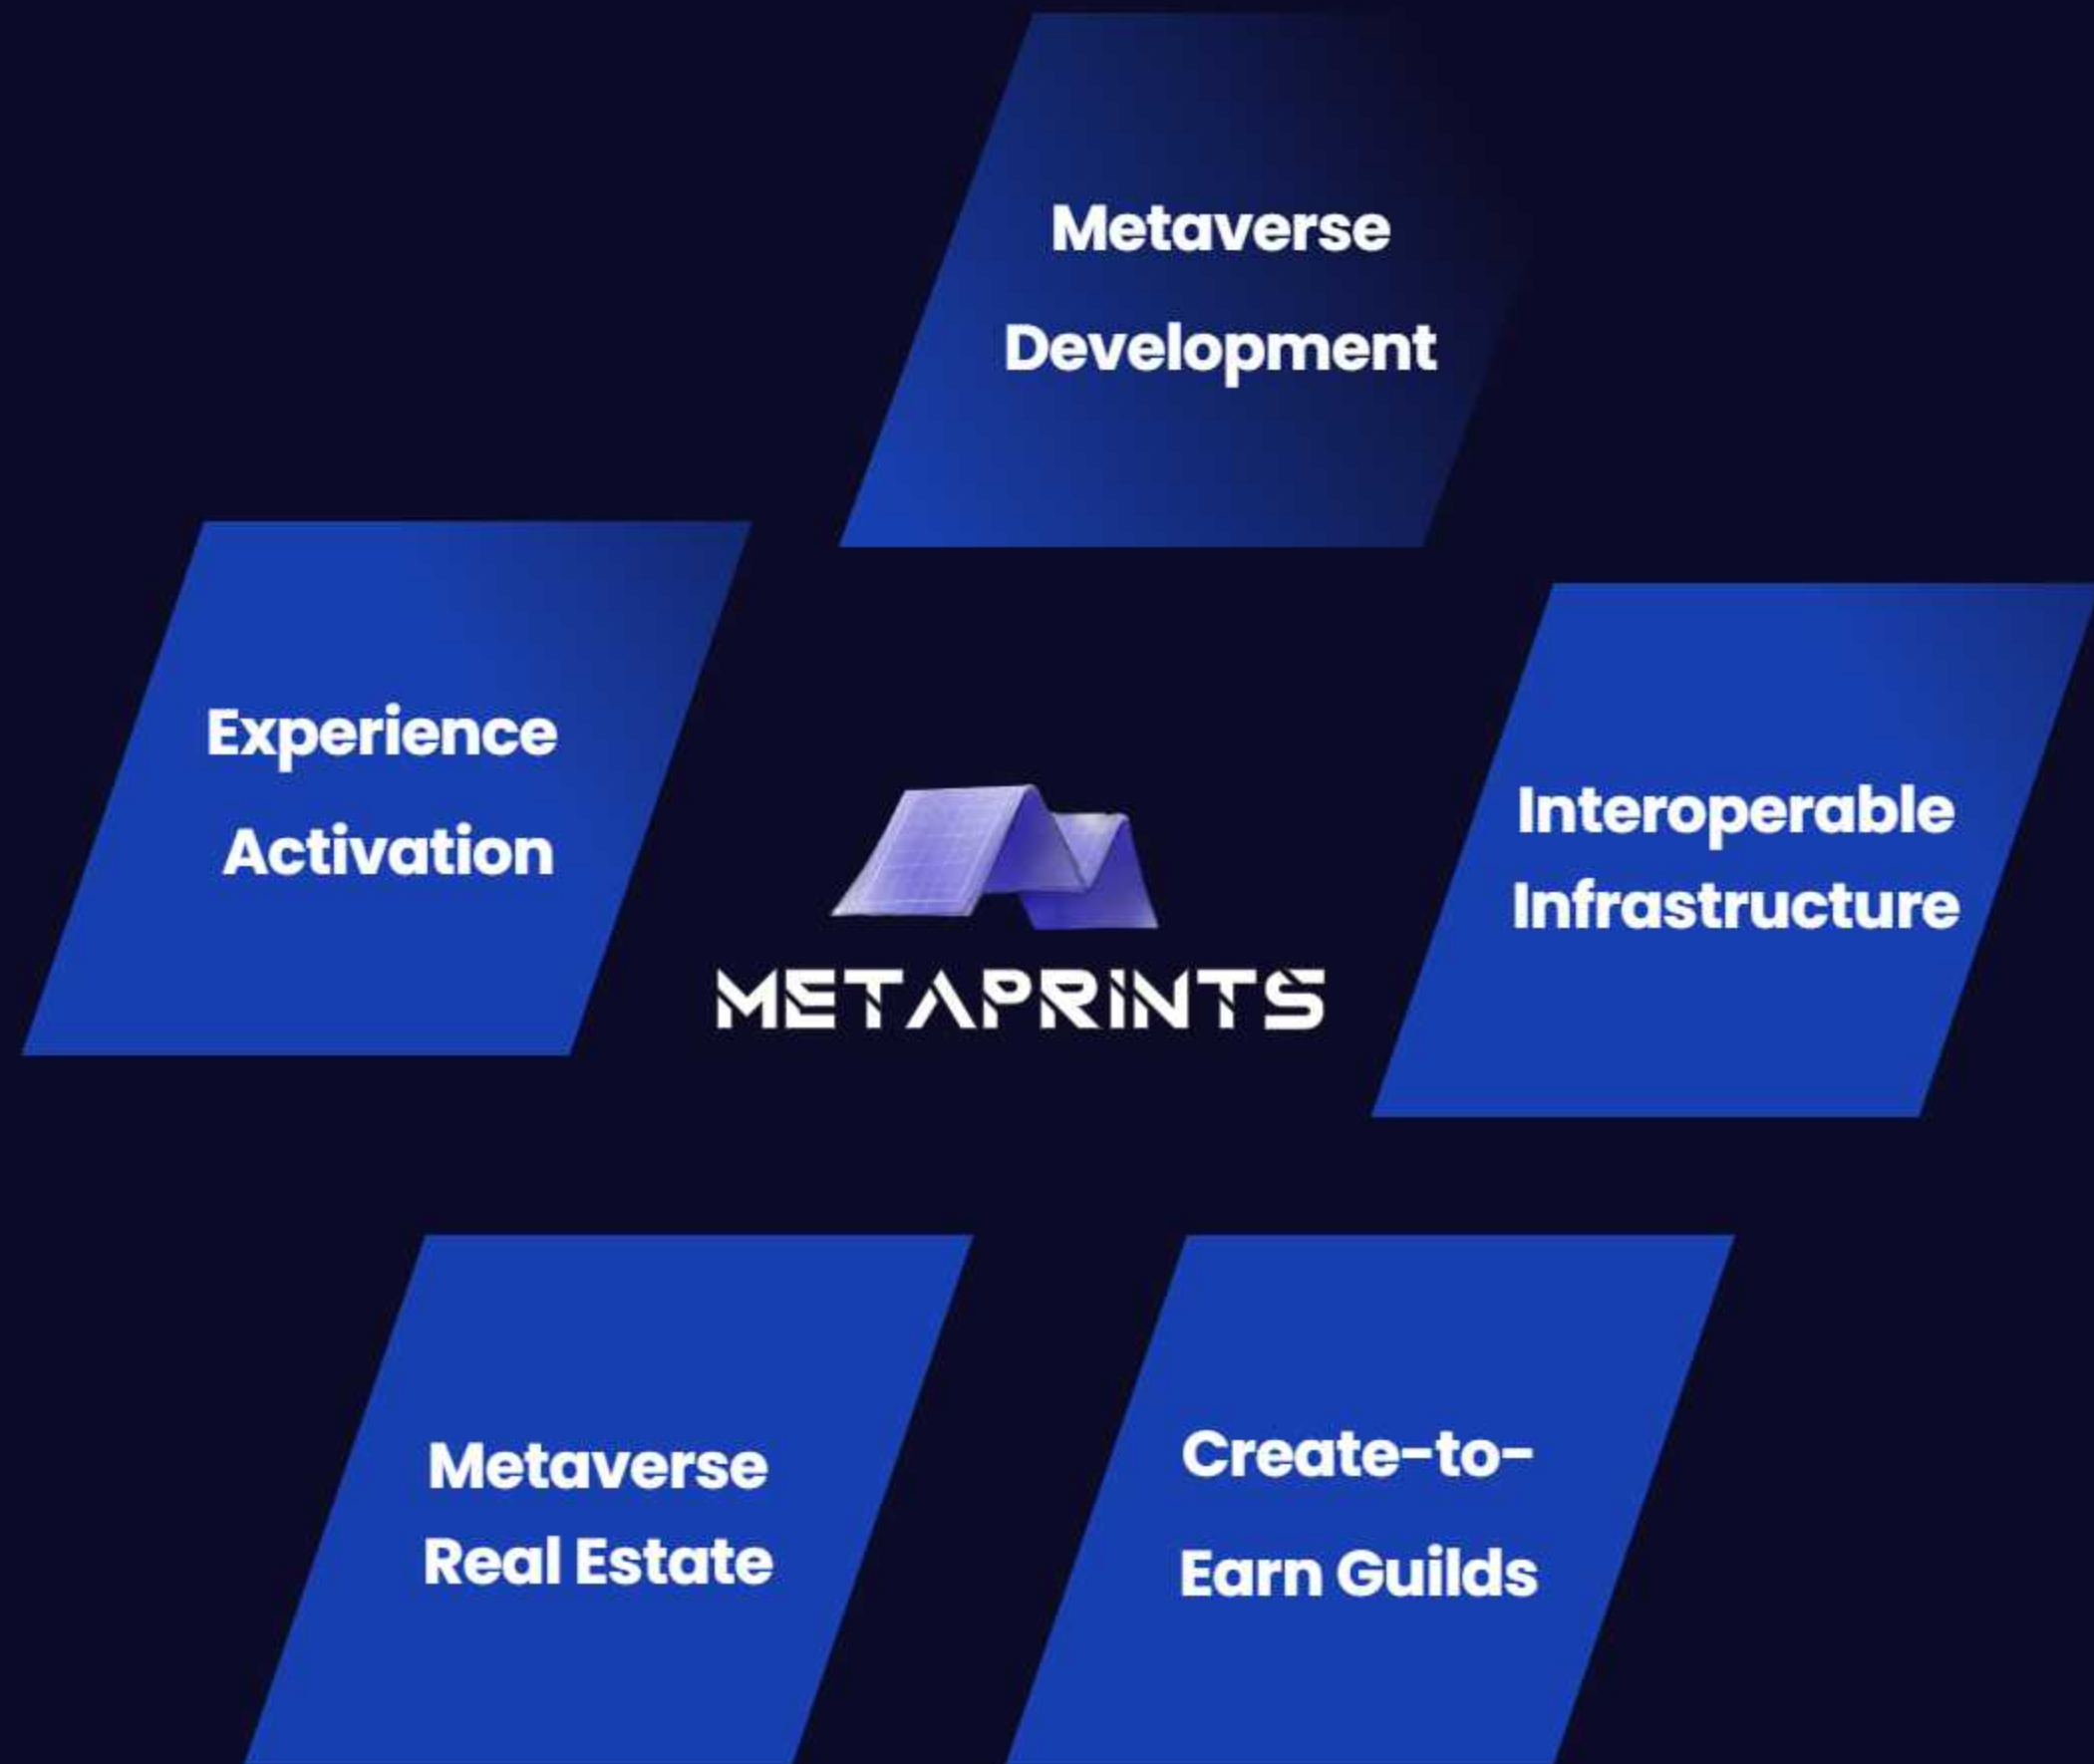 Metaverse
Development
Experience
Activation
Interoperable
Infrastructure
METAPRINTS
Metaverse
Real Estate
Create-to-
Earn Guilds